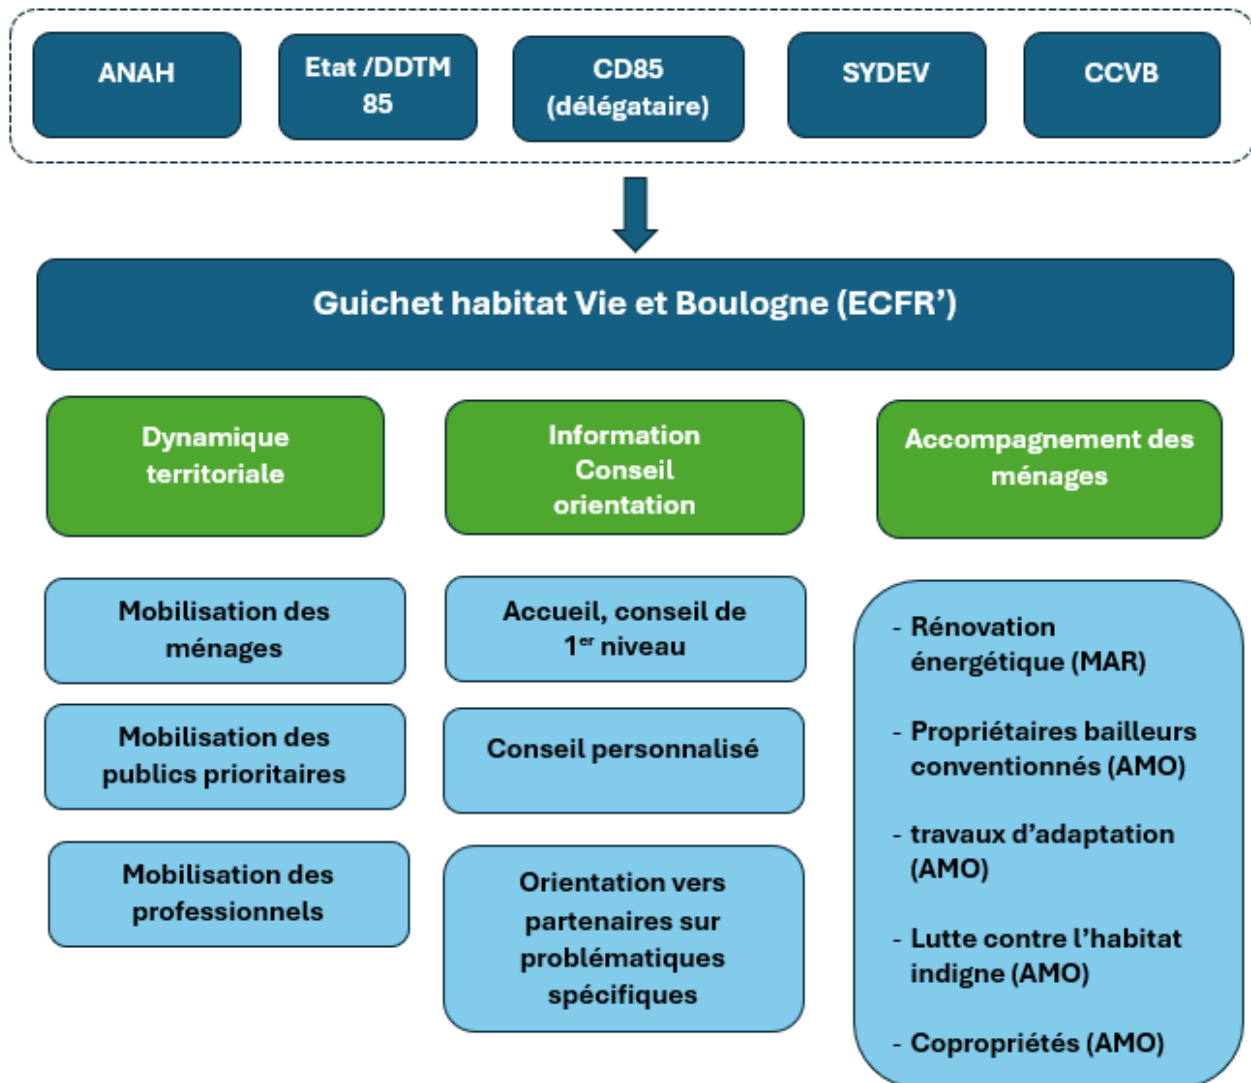 ANAH
Etat /DDTM
85
CD85
(délégataire)
SYDEV
CCVB
Guichet habitat Vie et Boulogne (ECFR’)
Dynamique
territoriale
Mobilisation des
ménages
Mobilisation des
publics prioritaires
Mobilisation des
professionnels
Information
Conseil
orientation
Accueil, conseil de
1er niveau
Conseil personnalisé
Orientation vers
partenaires sur
problématiques
spécifiques
Accompagnement des
ménages
- Rénovation
énergétique (MAR)
- Propriétaires bailleurs
conventionnés (AMO)
- travaux d’adaptation
(AMO)
- Lutte contre l’habitat
indigne (AMO)
- Copropriétés (AMO)